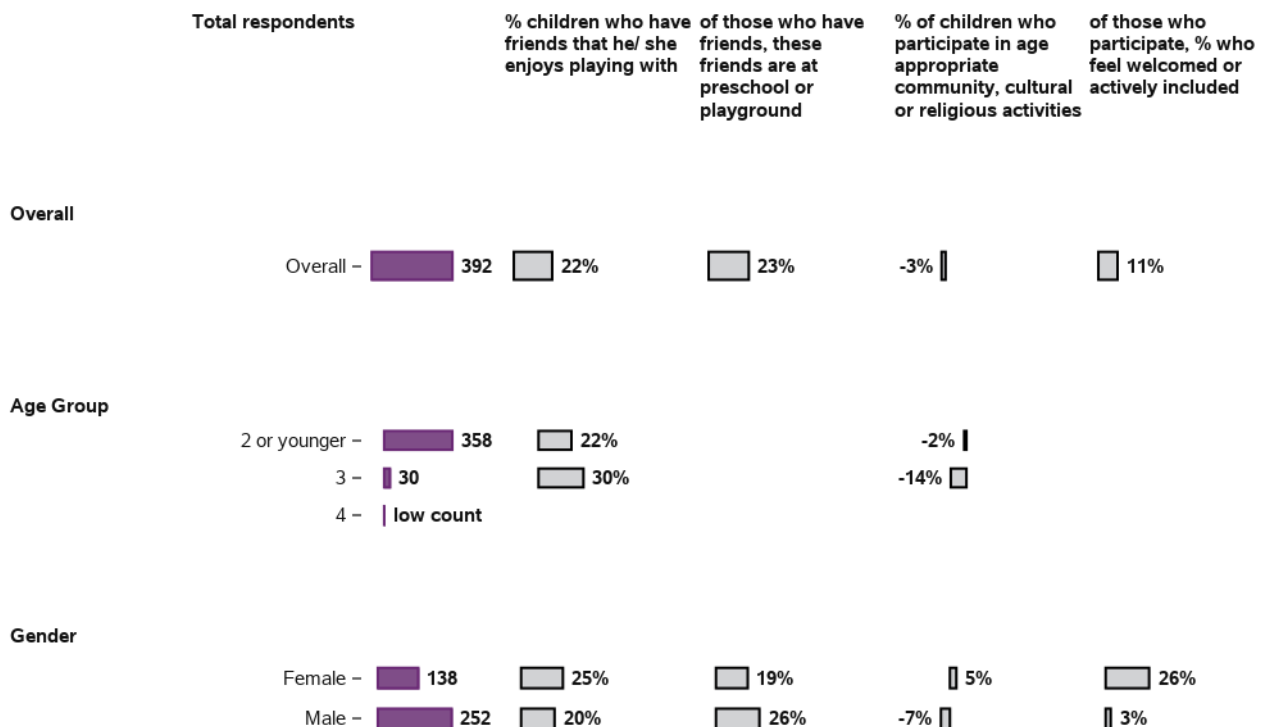 Total respondents
% children who have friends that he/ she enjoys playing with
of those who have friends, these friends are at preschool or playground
% of children who participate in age appropriate community, cultural or religious activities
of those who participate, % who feel welcomed or actively included
Overall
Overall – 392 22% 23% -3% 11%
Age Group
2 or younger – 358 22% -2%
3 – 30 30% -14%
4 – low count
Gender
Female – 138 25% 19% 5% 26%
Male – 252 20% 26% -7% 3%